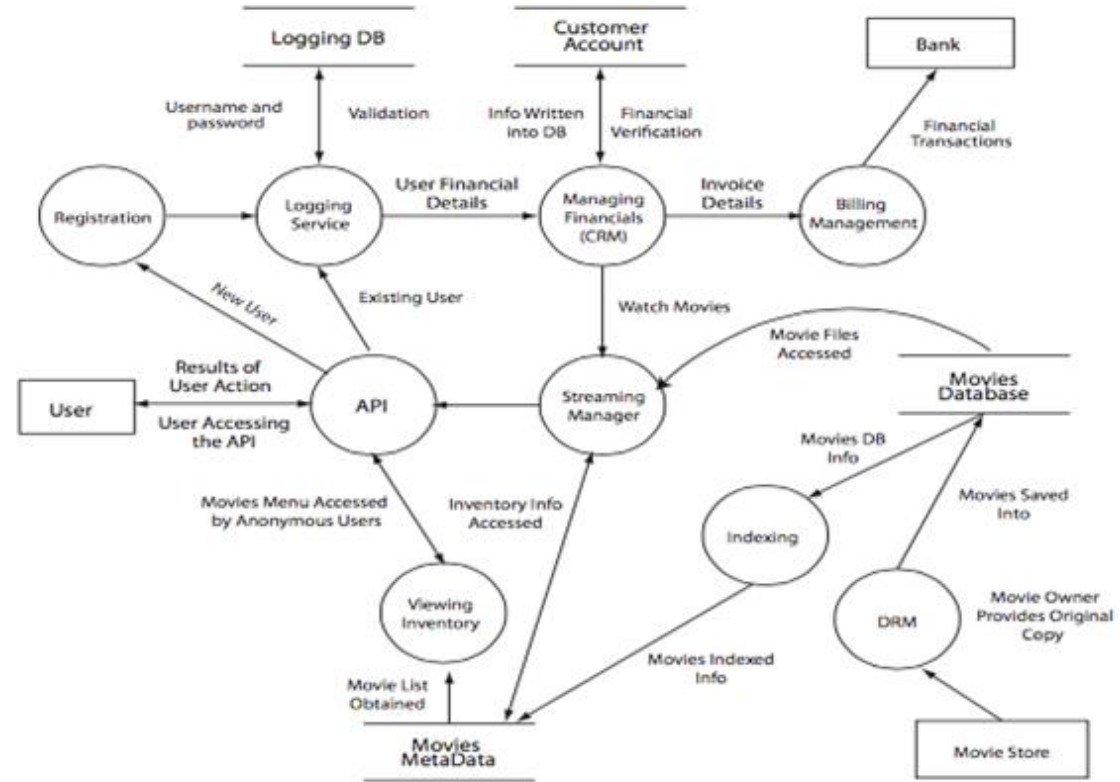 Logging DB
Customer
Account
Bank
Username and
password
Validation
Info Written
into DB
Financial
Verification
Financial
Transactions
Registration
Logging
Service
User Financial
Details
Managing
Financials
(CRM)
Invoice
Details
Billing
Management
New User
Existing User
Watch Movies
Movie Files
Accessed
User
Results of
User Action
User Accessing
the API
API
Streaming
Manager
Movies
Database
Movies DB
Info
Movies Menu Accessed
by Anonymous Users
Inventory Info
Accessed
Indexing
Movies Saved
Into
Viewing
Inventory
DRM
Movie Owner
Provides Original
Copy
Movies Indexed
Info
Movie List
Obtained
Movies
MetaData
Movie Store